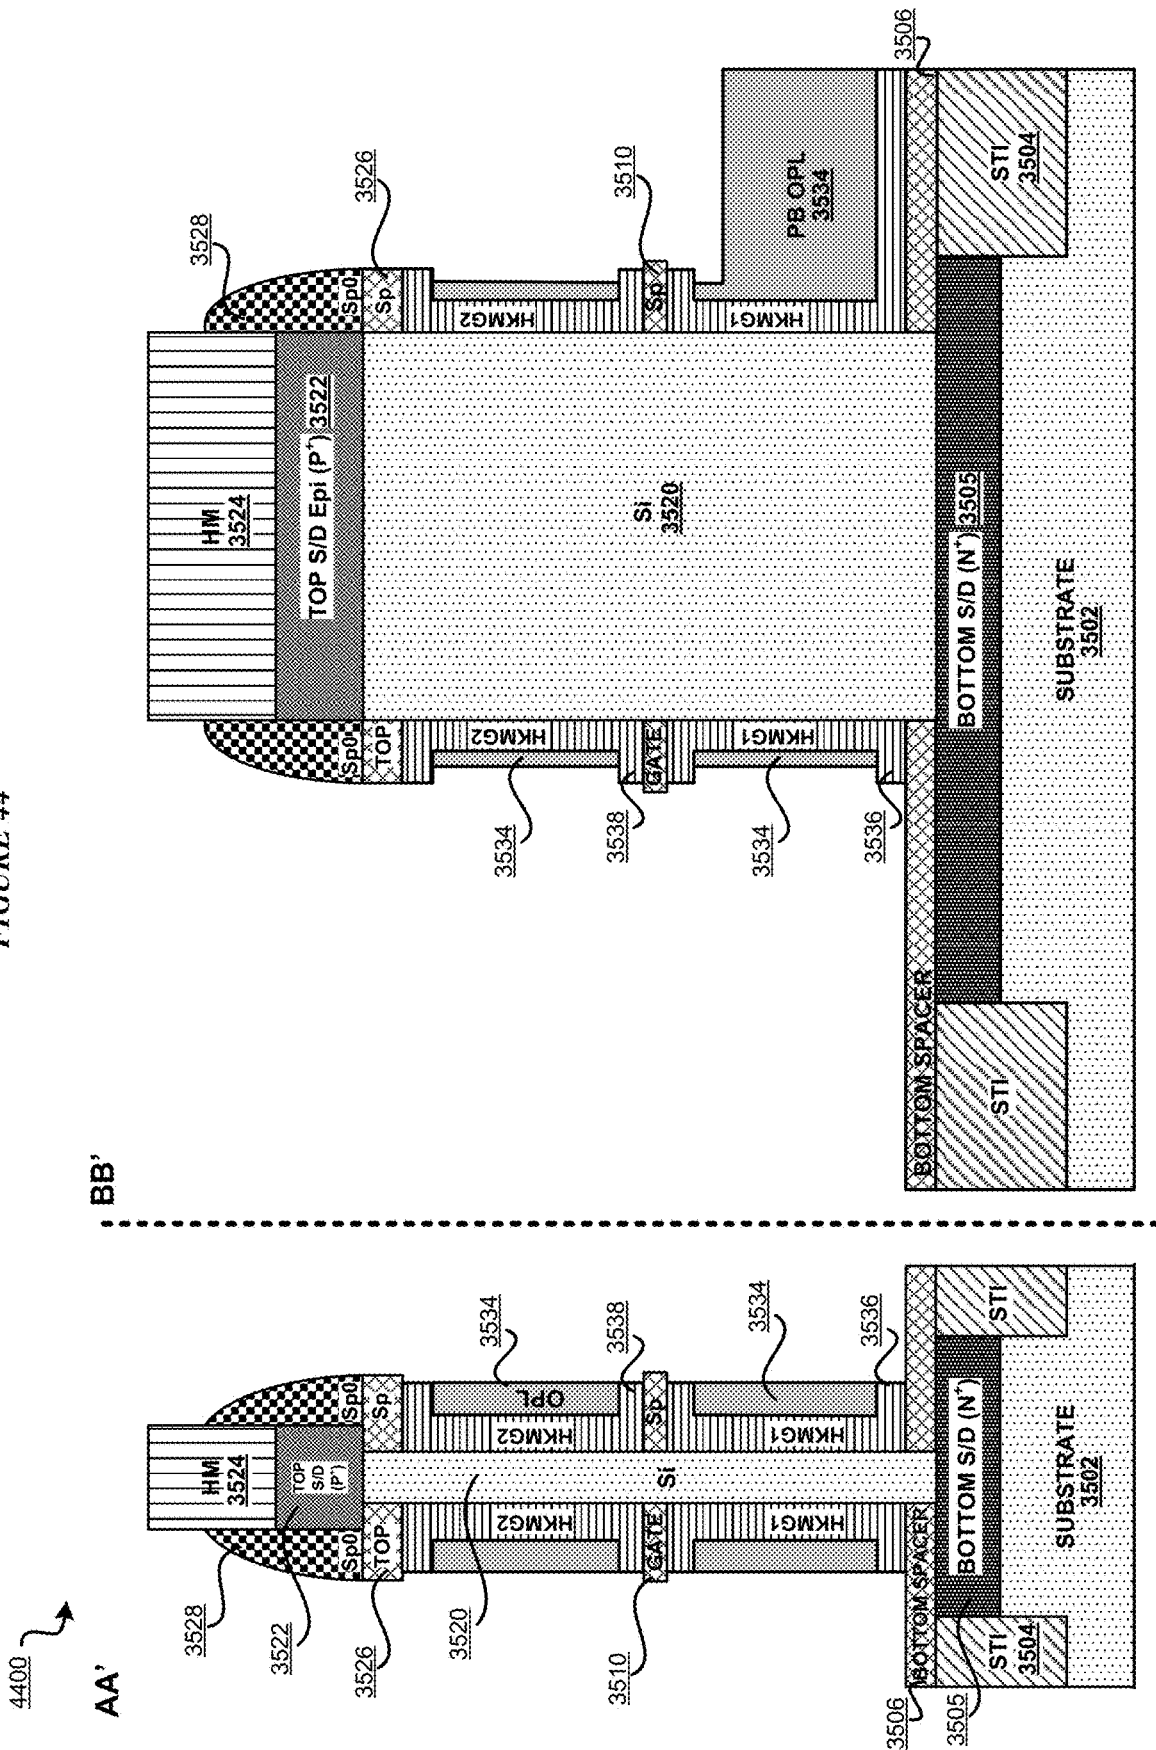 FIGURE 44
4400
AA'
3528
3522
3526
3520
3510
3506
3505
HM
3524
TOP
S/D
(P⁺)
Sp0
Sp0
TOP
Sp
HKMG2
HKMG2
OPL
GATE
Si
Sp
HKMG1
HKMG1
BOTTOM SPACER
STI
3504
BOTTOM S/D (N⁺)
STI
SUBSTRATE
3502
3534
3538
3534
3536
BB'
3534
3538
3534
3536
HM
3524
TOP S/D Epi (P⁺) 3522
Sp0
Sp0
TOP
Sp
HKMG2
HKMG2
GATE
Si
3520
Sp
HKMG1
HKMG1
PB OPL
3534
BOTTOM SPACER
STI
BOTTOM S/D (N⁺) 3505
STI
3504
SUBSTRATE
3502
3528
3526
3510
3506